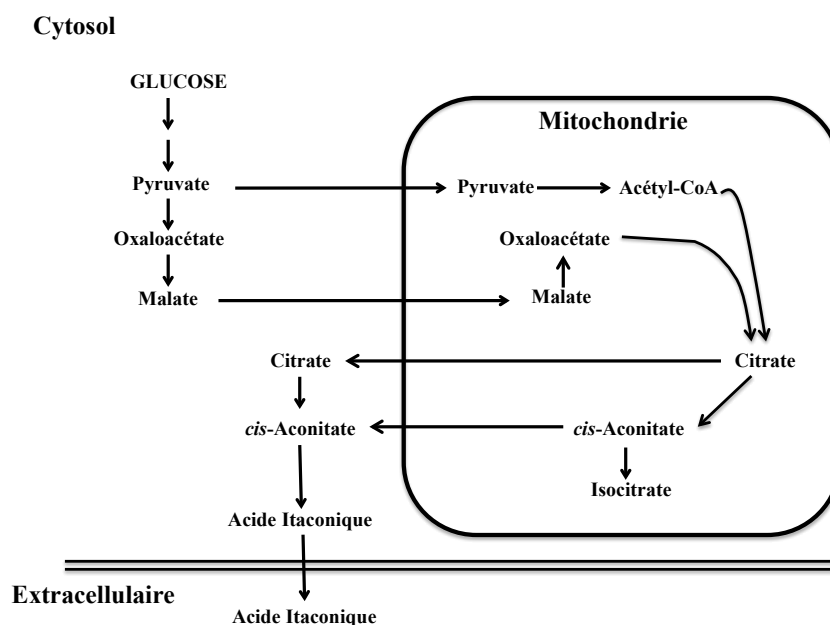 Cytosol
GLUCOSE
Mitochondrie
Pyruvate
Pyruvate
Acétyl-CoA
Oxaloacétate
Oxaloacétate
Malate
Malate
Citrate
Citrate
cis-Aconitate
cis-Aconitate
Isocitrate
Acide Itaconique
Extracellulaire
Acide Itaconique